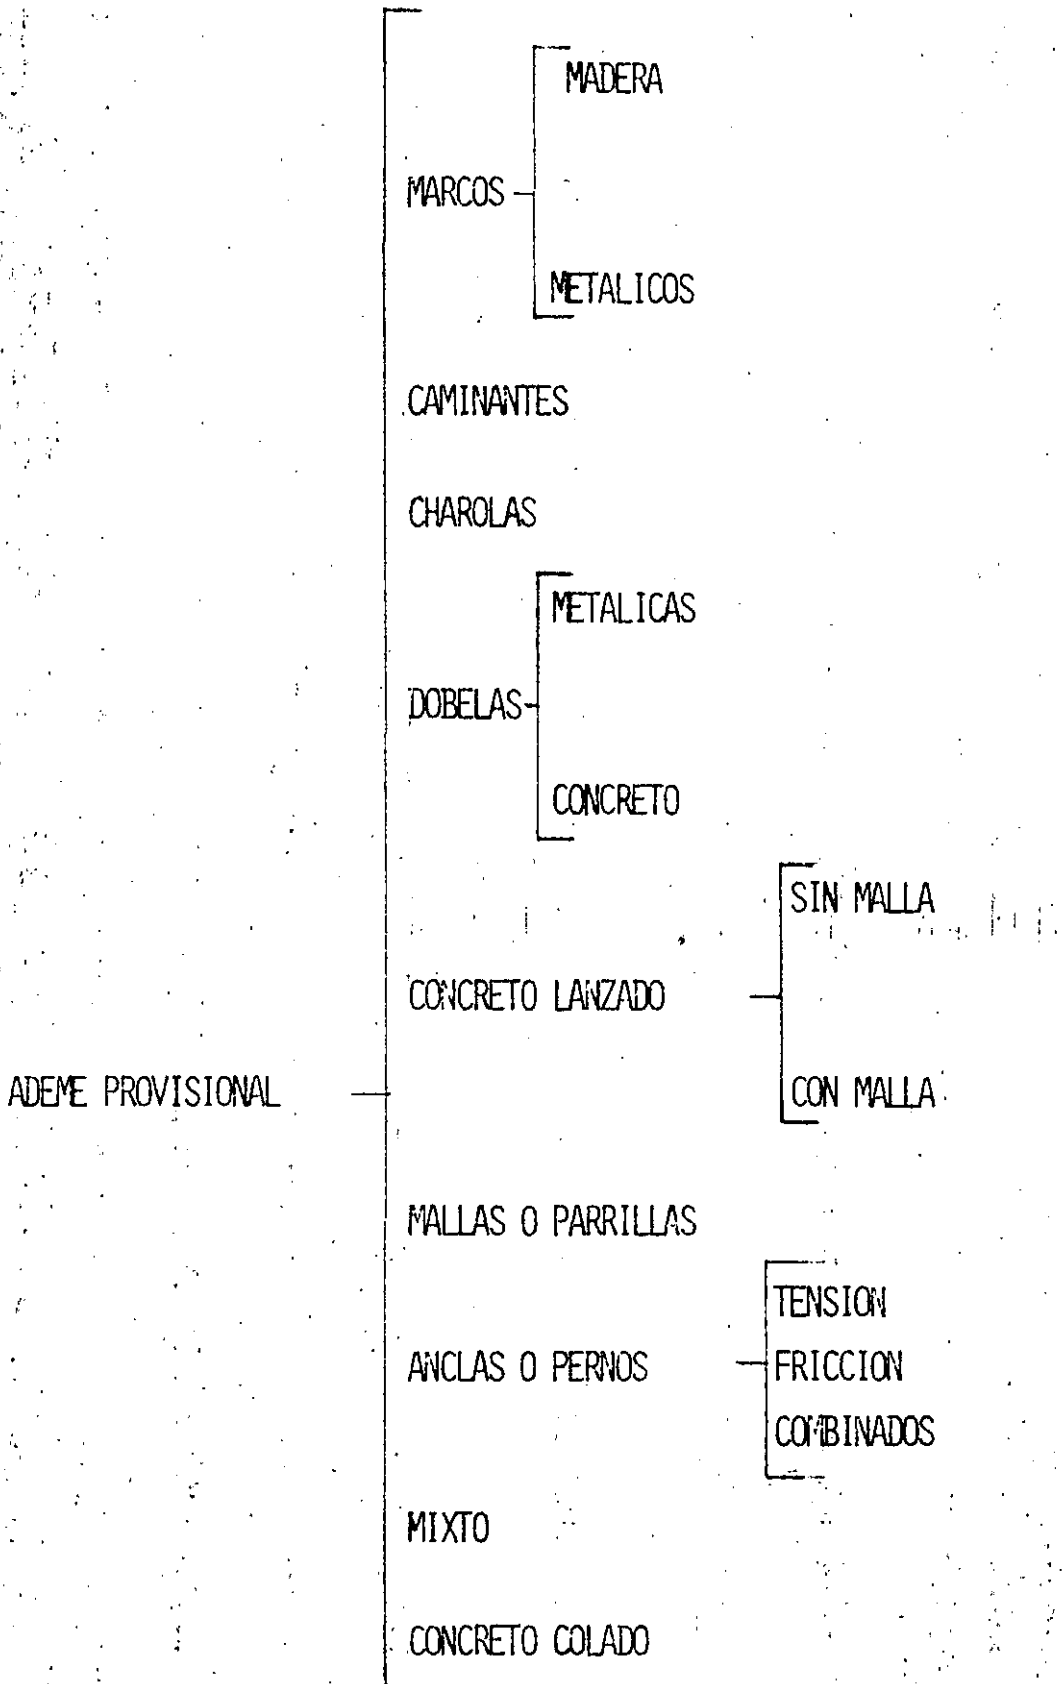 MADERA
MARCOS
METALICOS
CAMINANTES
CHAROLAS
METALICAS
DOBELAS
CONCRETO
SIN MALLA
CONCRETO LANZADO
CON MALLA
ADEME PROVISIONAL
MALLAS O PARRILLAS
TENSION
ANCLAS O PERNOS
FRICCION
COMBINADOS
MIXTO
CONCRETO COLADO